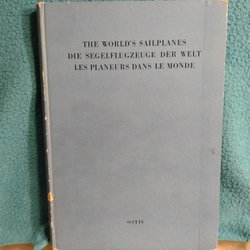 THE WORLD'S SAILPLANES
DIE SEGELFLUGZEUGE DER WELT
LES PLANEURS DANS LE MONDE
OSTIV